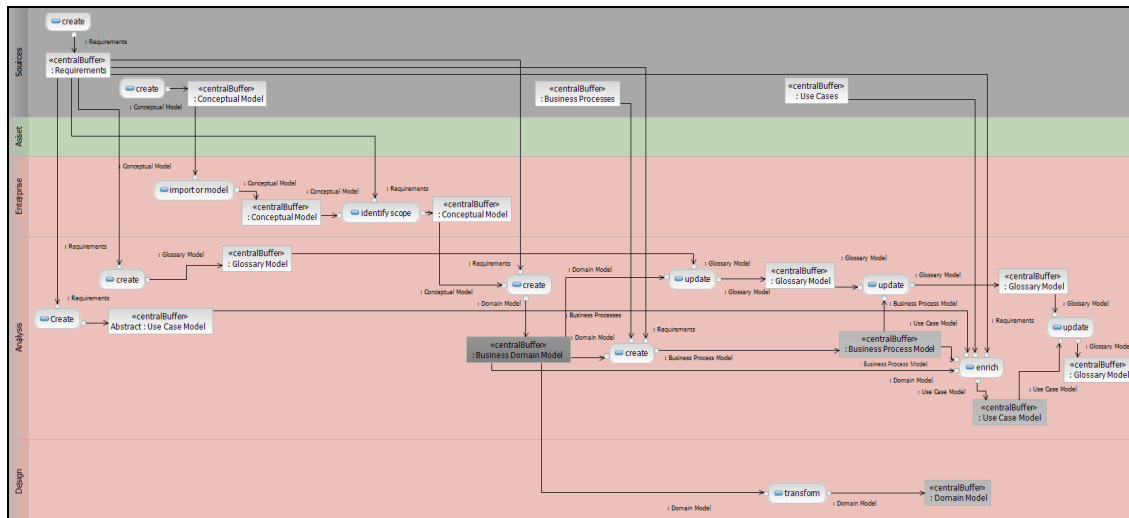 Sources
create
: Requirements
«centralBuffer»
: Requirements
create
«centralBuffer»
: Conceptual Model
: Conceptual Model
«centralBuffer»
: Business Processes
«centralBuffer»
: Use Cases
Asset
Enterprise
: Conceptual Model
import or model
: Conceptual Model
: Conceptual Model
: Requirements
«centralBuffer»
: Conceptual Model
identify scope
«centralBuffer»
: Conceptual Model
Analysis
: Requirements
: Glossary Model
«centralBuffer»
: Glossary Model
create
: Requirements
create
: Conceptual Model
: Domain Model
: Domain Model
: Glossary Model
update
: Glossary Model
«centralBuffer»
: Glossary Model
: Glossary Model
update
: Glossary Model
«centralBuffer»
: Glossary Model
: Requirements
Create
«centralBuffer»
Abstract : Use Case Model
: Business Processes
: Requirements
: Business Process Model
: Use Case Model
: Requirements
: Glossary Model
update
«centralBuffer»
: Business Domain Model
: Domain Model
create
: Business Process Model
«centralBuffer»
: Business Process Model
: Business Process Model
enrich
: Glossary Model
«centralBuffer»
: Glossary Model
: Domain Model
: Use Case Model
: Use Case Model
«centralBuffer»
: Use Case Model
Design
transform
: Domain Model
: Domain Model
«centralBuffer»
: Domain Model